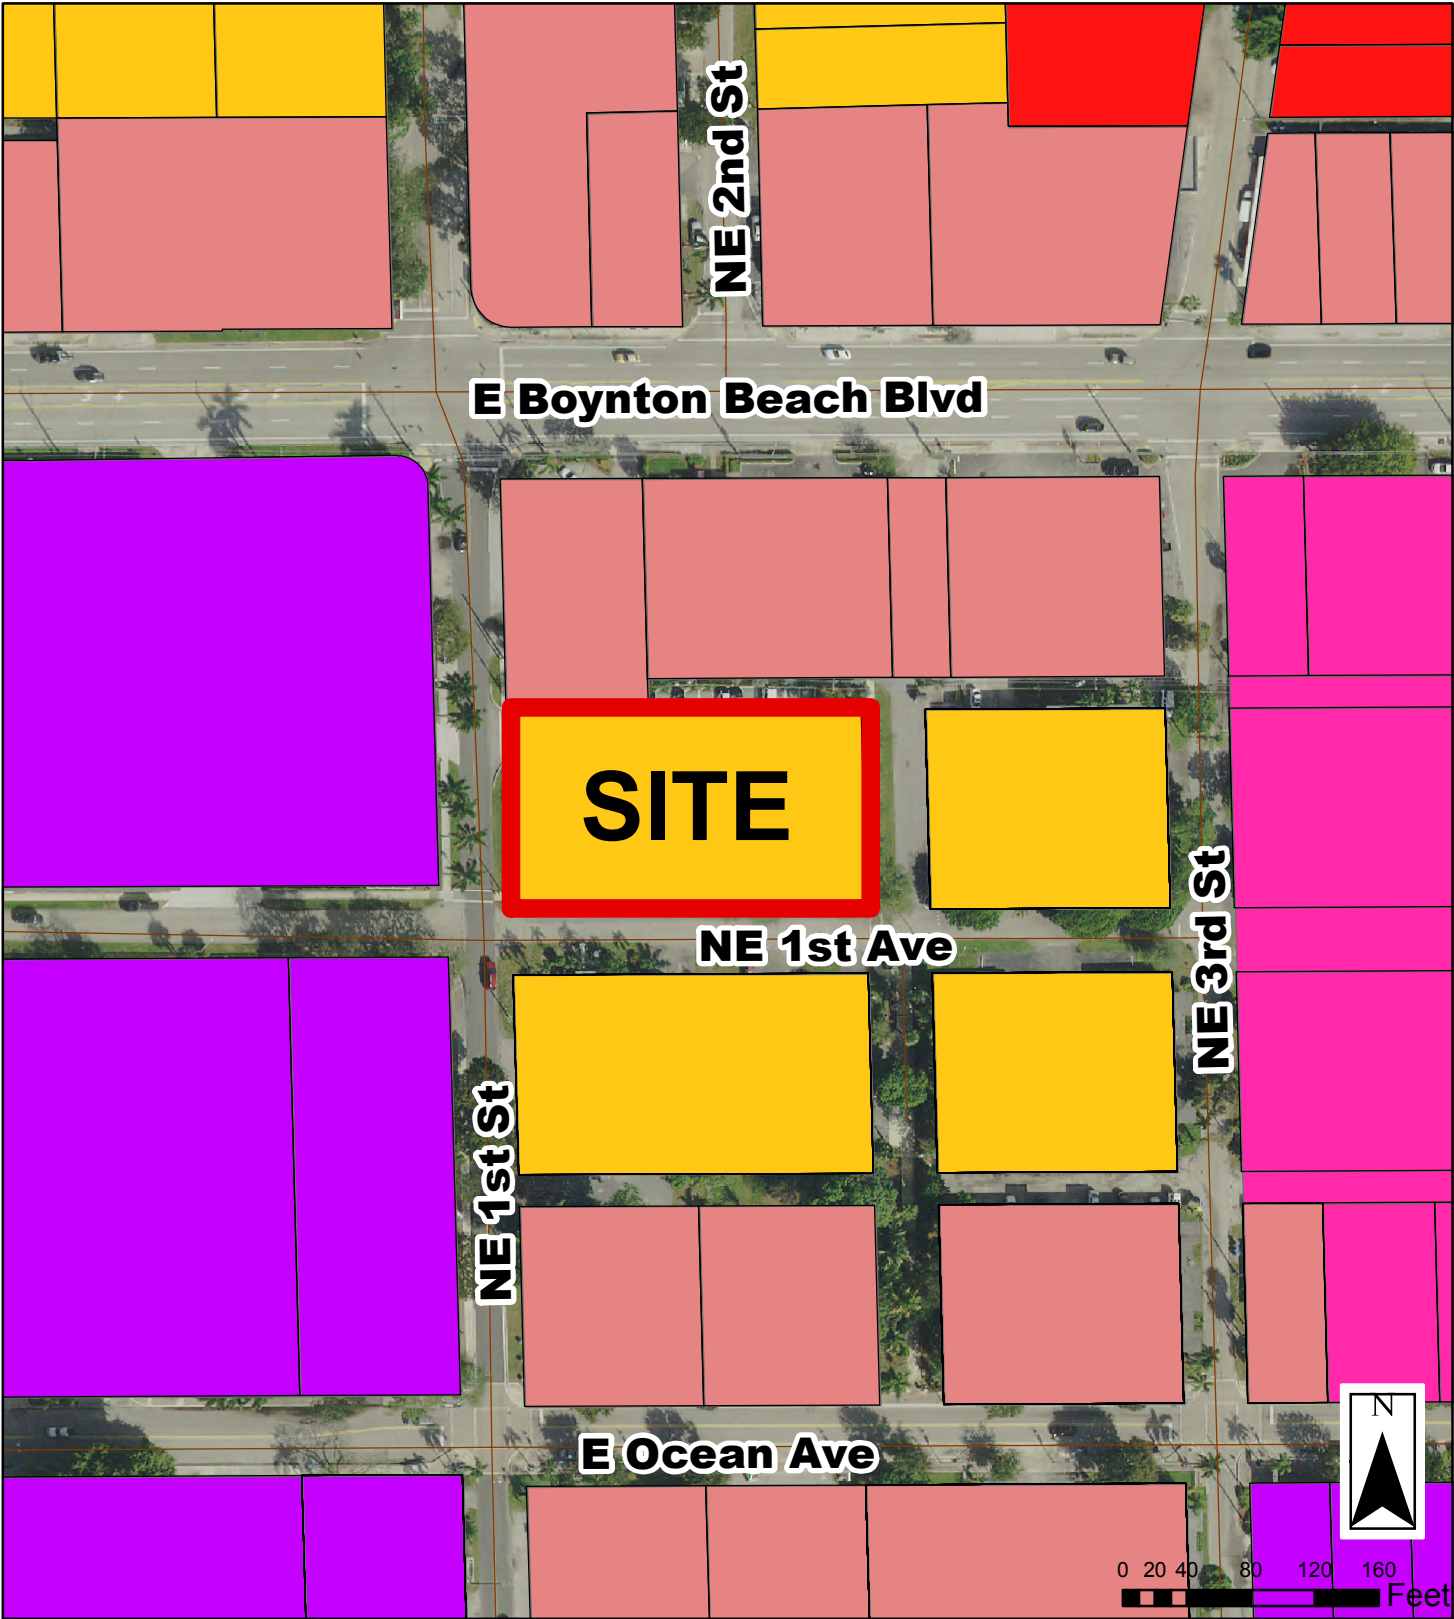 NE 2nd St
E Boynton Beach Blvd
SITE
NE 3rd St
NE 1st Ave
NE 1st St
N
E Ocean Ave
0 20 40 80 120 160
Feet